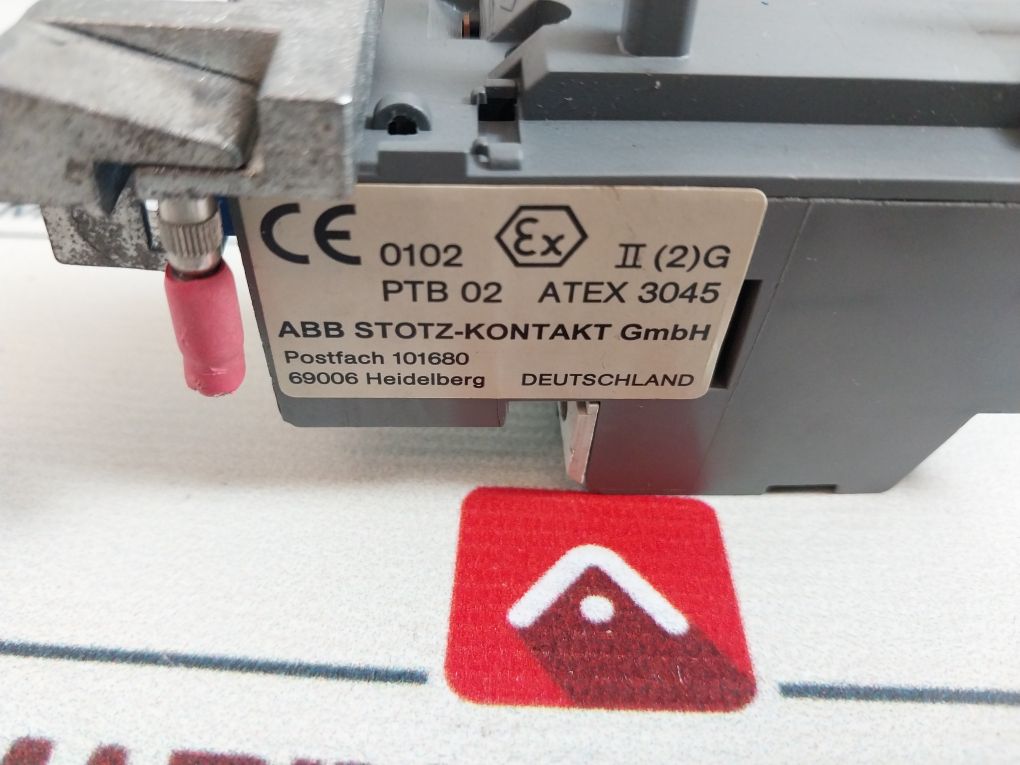 CE 0102 Ex II (2)G
PTB 02 ATEX 3045
ABB STOTZ-KONTAKT GmbH
Postfach 101680
69006 Heidelberg DEUTSCHLAND